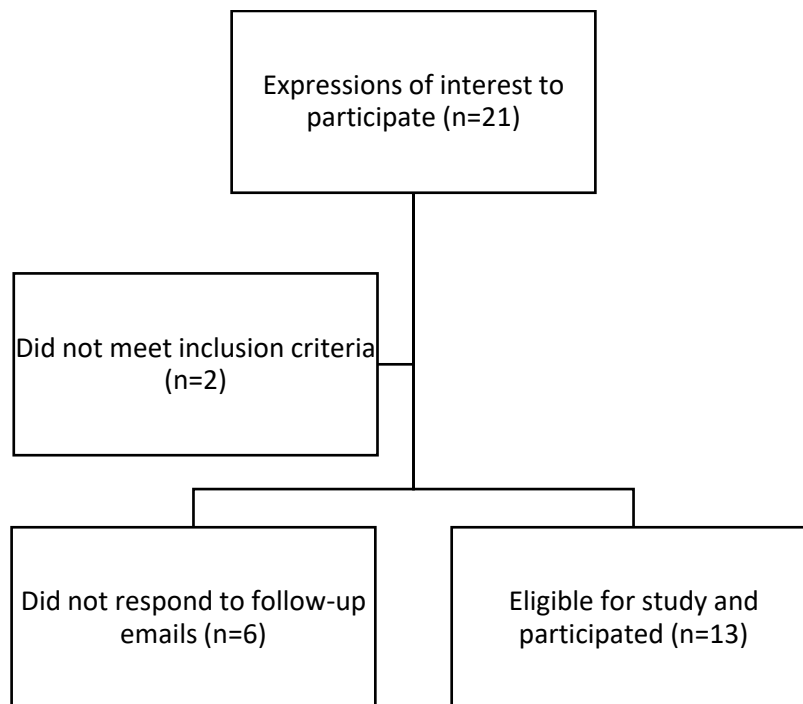 Expressions of interest to
participate (n=21)
Did not meet inclusion criteria
(n=2)
Did not respond to follow-up
emails (n=6)
Eligible for study and
participated (n=13)